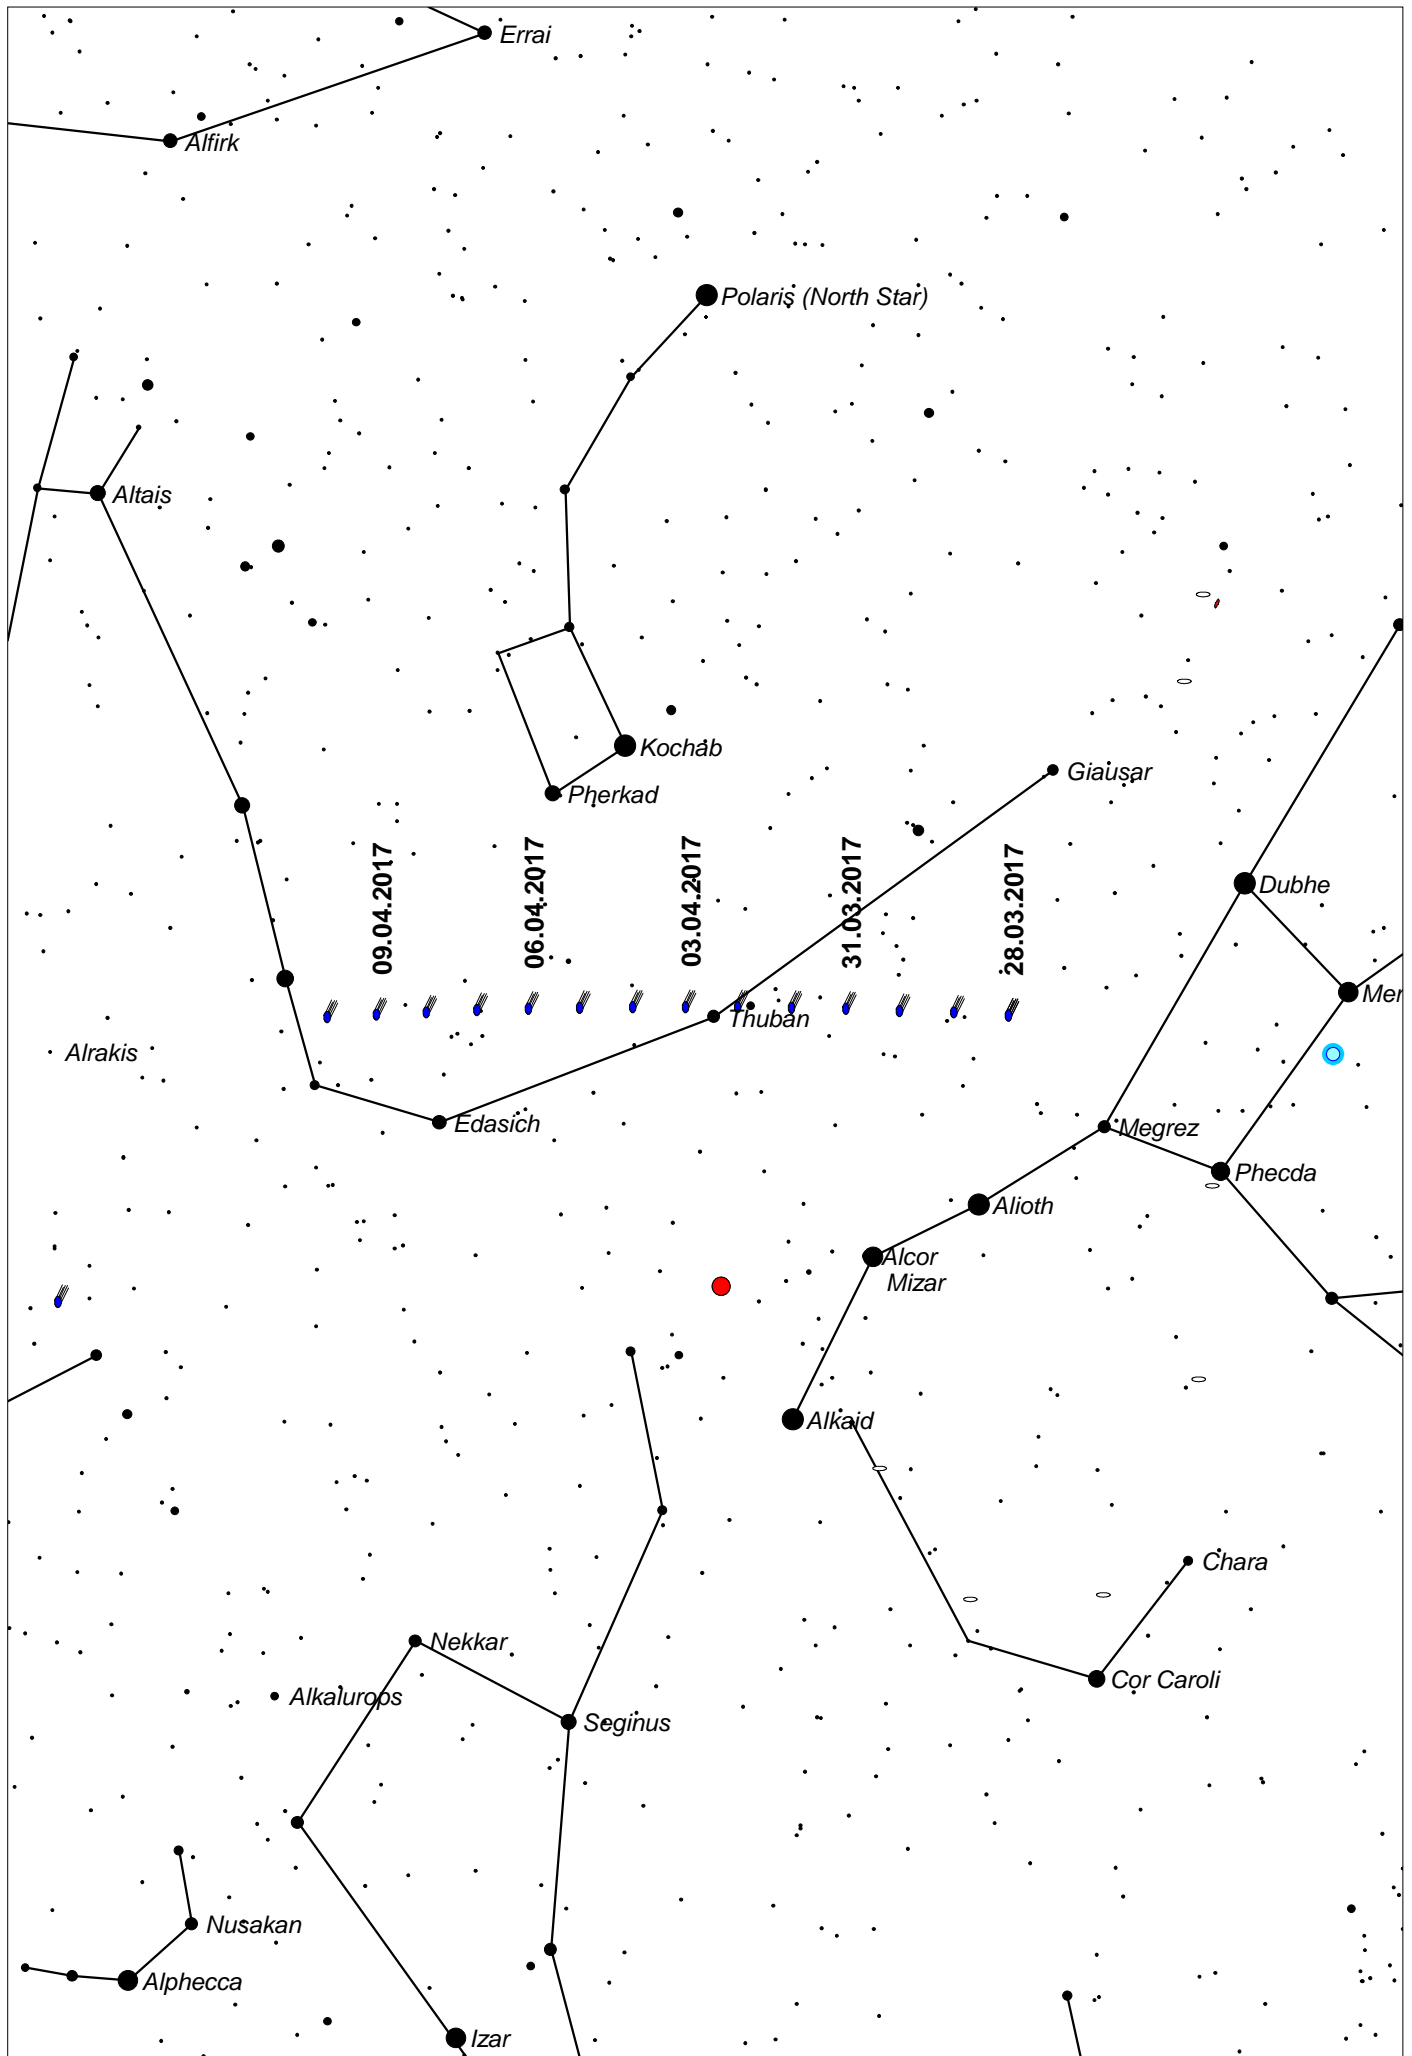 Errai
Alfirk
Polaris (North Star)
Altais
Kochab
Giausar
Pherkad
Dubhe
09.04.2017
06.04.2017
03.04.2017
31.03.2017
28.03.2017
Mer
Thuban
Alrakis
Edasich
Megrez
Phecda
Alioth
Alcor
Mizar
Alkaid
Chara
Nekkar
Cor Caroli
Alkalurops
Seginus
Nusakan
Alphecca
Izar